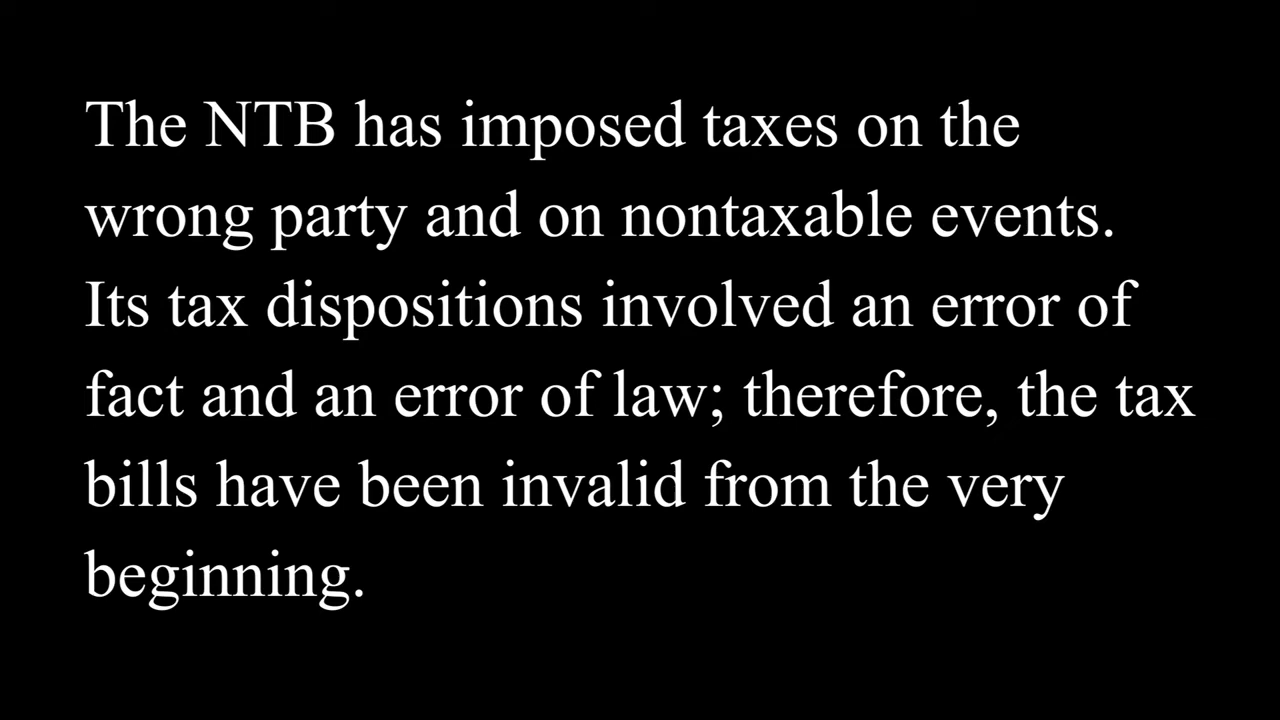 The NTB has imposed taxes on the
wrong party and on nontaxable events.
Its tax dispositions involved an error of
fact and an error of law; therefore, the tax
bills have been invalid from the very
beginning.